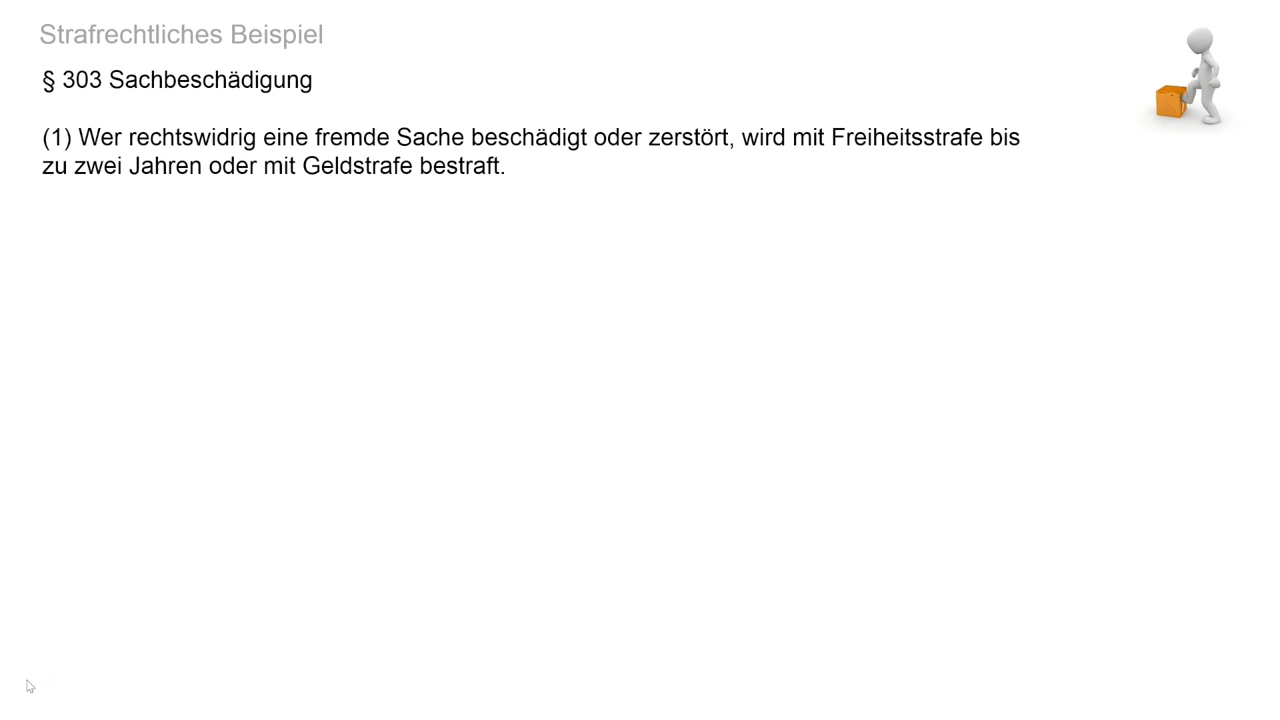 Strafrechtliches Beispiel
§ 303 Sachbeschädigung
(1) Wer rechtswidrig eine fremde Sache beschädigt oder zerstört, wird mit Freiheitsstrafe bis
zu zwei Jahren oder mit Geldstrafe bestraft.